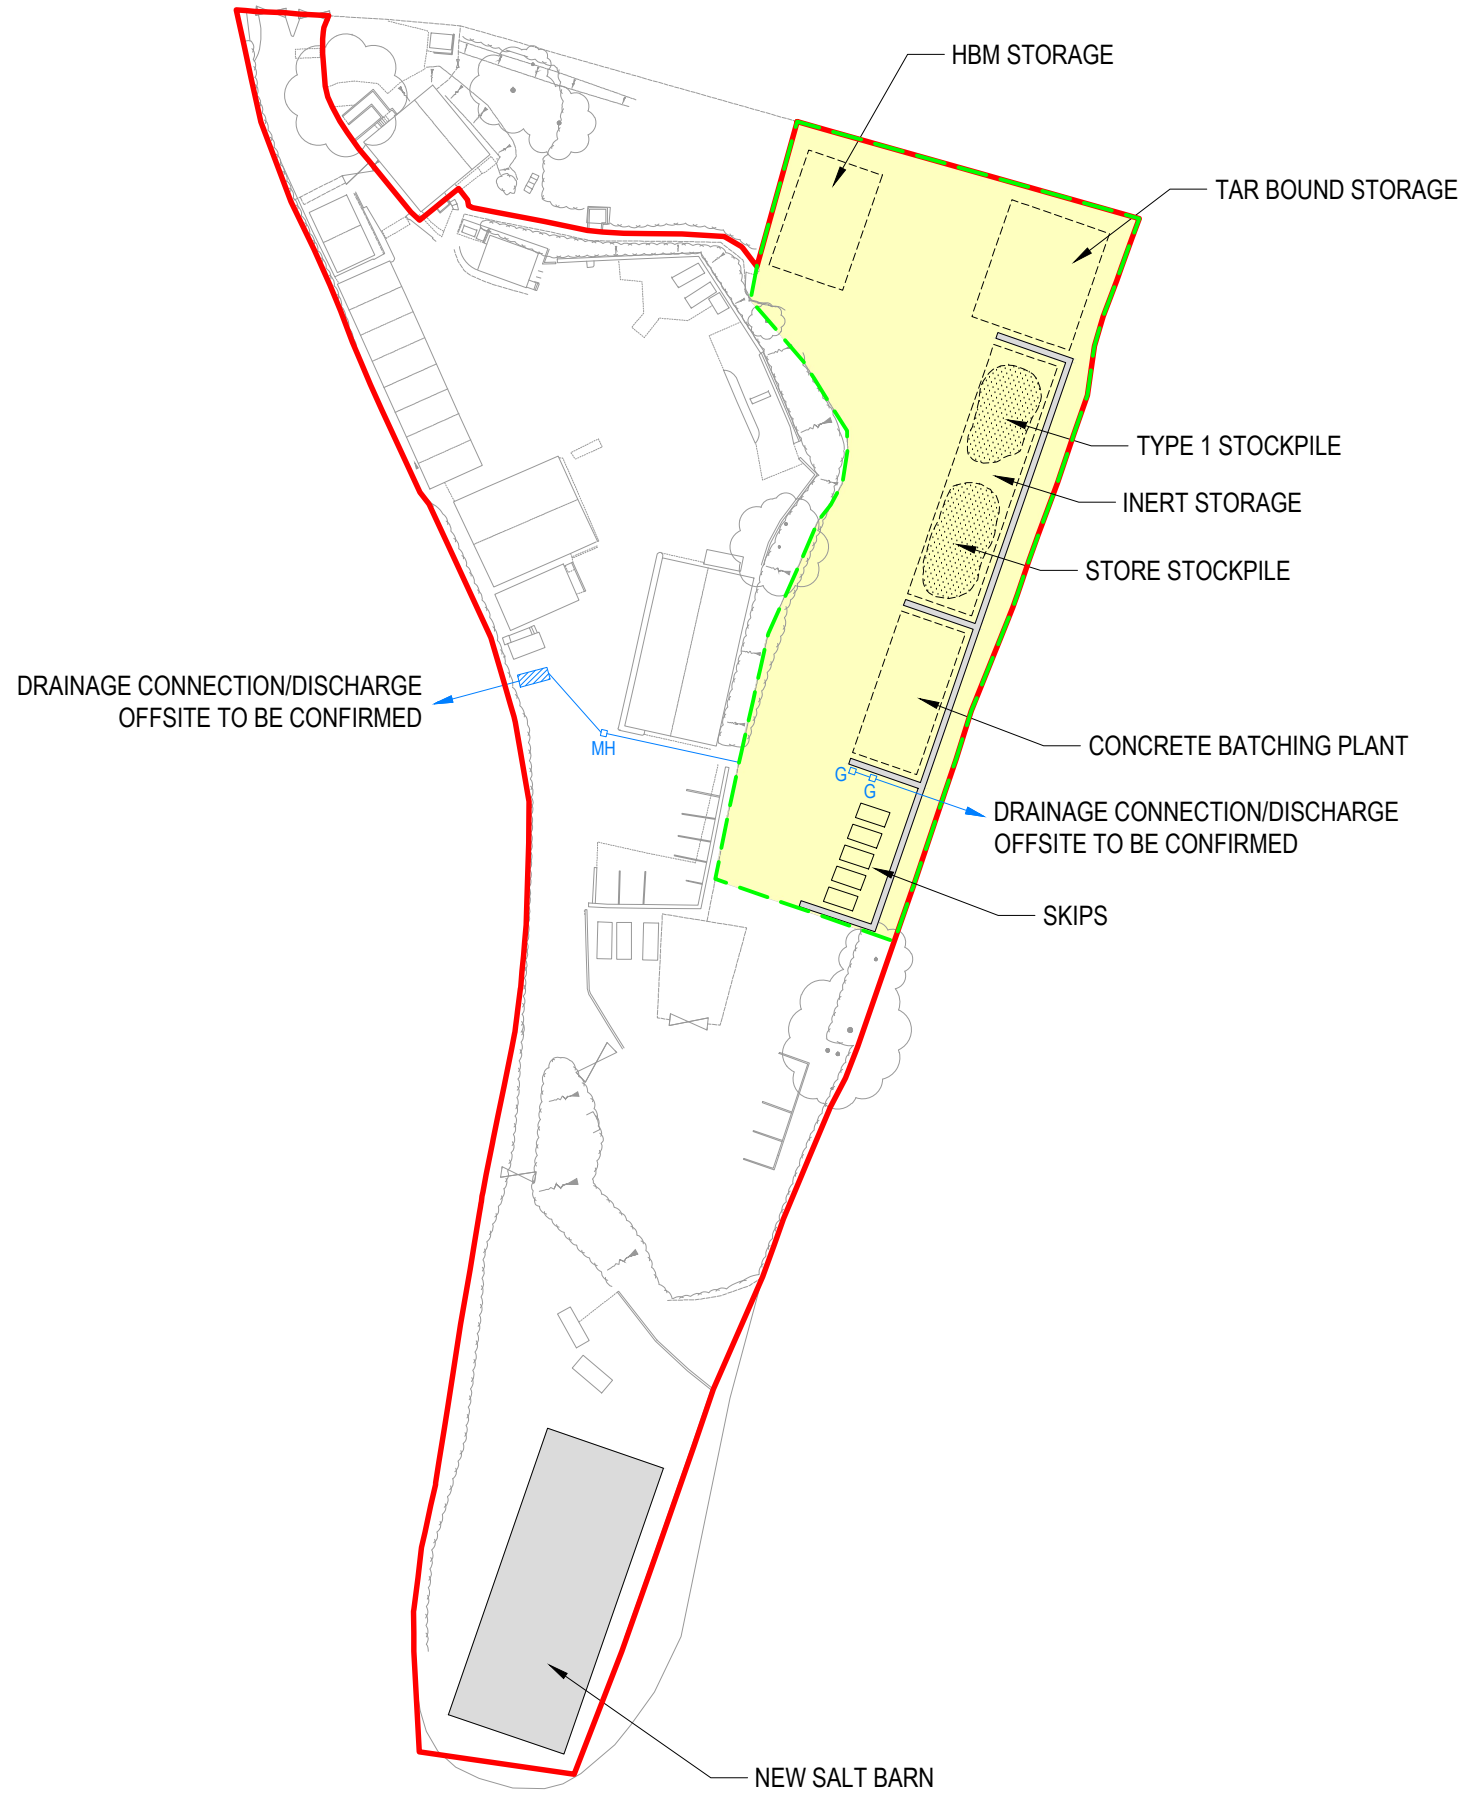 HBM STORAGE
TAR BOUND STORAGE
TYPE 1 STOCKPILE
INERT STORAGE
STORE STOCKPILE
DRAINAGE CONNECTION/DISCHARGE
OFFSITE TO BE CONFIRMED
MH
CONCRETE BATCHING PLANT
G
G
DRAINAGE CONNECTION/DISCHARGE
OFFSITE TO BE CONFIRMED
SKIPS
NEW SALT BARN